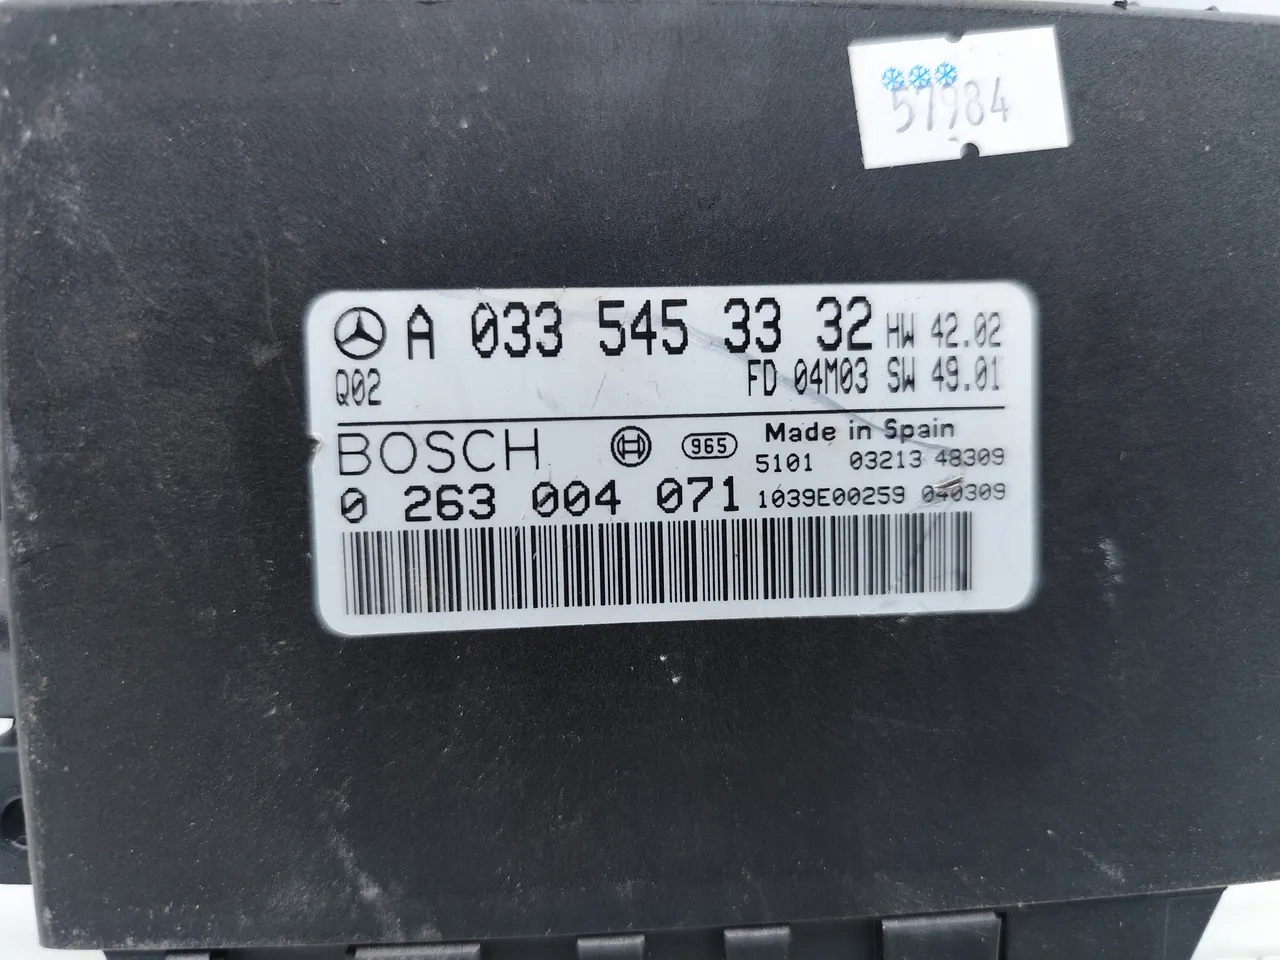 57984
A 033 545 33 32 HW 42.02
Q02 FD 04M03 SW 49.01
BOSCH 965 Made in Spain
5101 03213 48309
0 263 004 071 1039E00259 040309